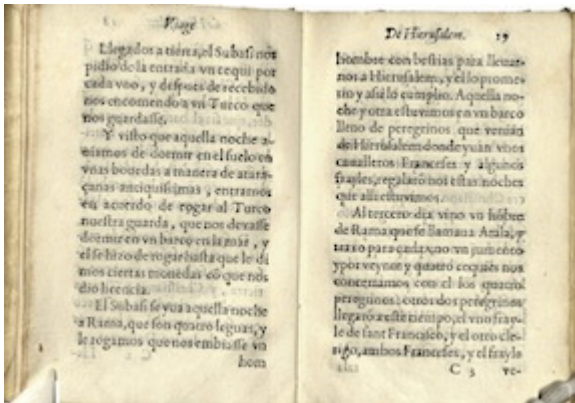 Viage
Llegados a tierra, el Subasi nos
pidio de la entrada vn cequi por
cada vno, y despues de recebido
nos encomendo a vn Turco que
nos guardasse.
Y visto que aquella noche a-
uiamos de dormir en el suelo en
vnas bouedas a manera de atara-
çanas antiquissimas, entramos
en acuerdo de rogar al Turco
nuestra guarda, que nos dexasse
dormir en vn barco en la mar, y
el se hizo de rogar hasta que le di
mos ciertas monedas cõ que nos
dio licencia.
El Subasi se yua aquella noche
a Rama, que son quatro leguas, y
le rogamos que nos embiasse vn
hom
De Hierusalem. 19
hombre con bestias para lleuar-
nos a Hierusalem, y el lo prome-
tio y assi lo cumplio. Aquella no-
che y otra estuuimos en vn barco
lleno de peregrinos que venian
de Hierusalem donde yuan vnos
caualleros Franceses y algunos
frayles, regalarõ nos estas noches
que alli estuuimos.
Al tercero dia vino vn hõbre
de Rama que se llamaua Atala, y
traxo para cada vno vn jumento
y por veynte y quatro cequies nos
concertamos con el los quatro
peregrinos: otros dos peregrinos
llegarõ a este tiempo, el vno fray-
le de sant Francisco, y el otro cle-
rigo, ambos Franceses, y el frayle
C 3 ve-